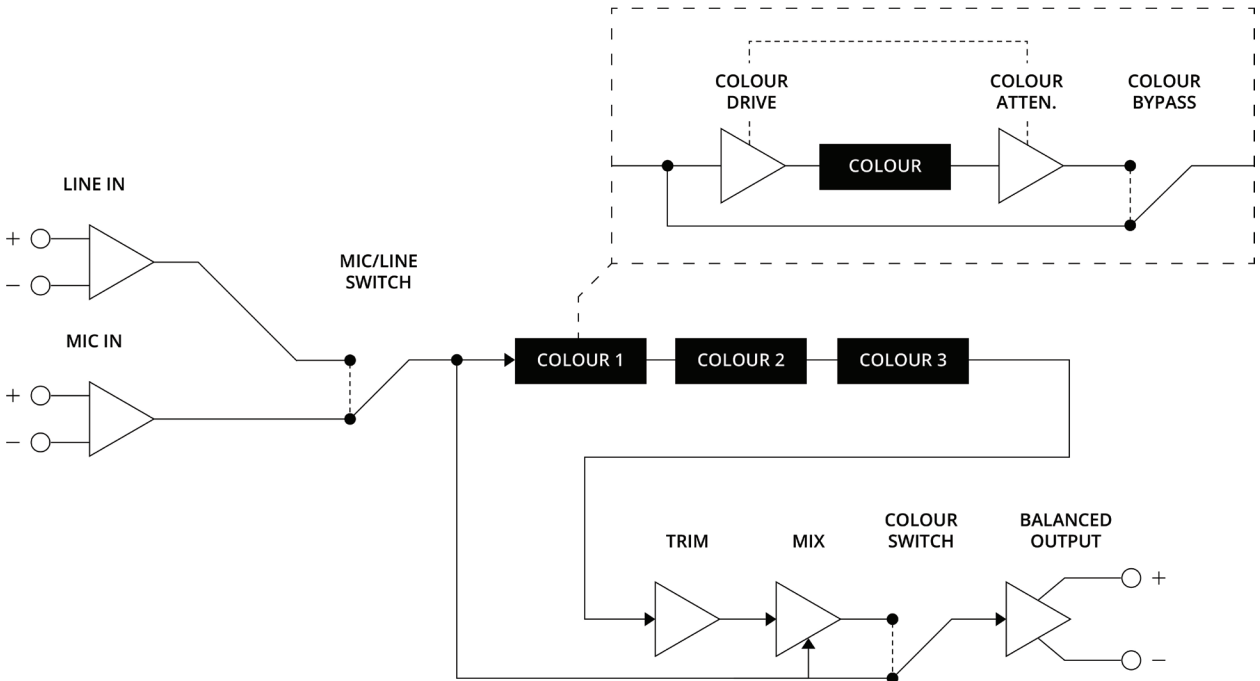 COLOUR
DRIVE
COLOUR
ATTEN.
COLOUR
BYPASS
COLOUR
LINE IN
+
−
MIC/LINE
SWITCH
MIC IN
+
−
COLOUR 1
COLOUR 2
COLOUR 3
TRIM
MIX
COLOUR
SWITCH
BALANCED
OUTPUT
+
−